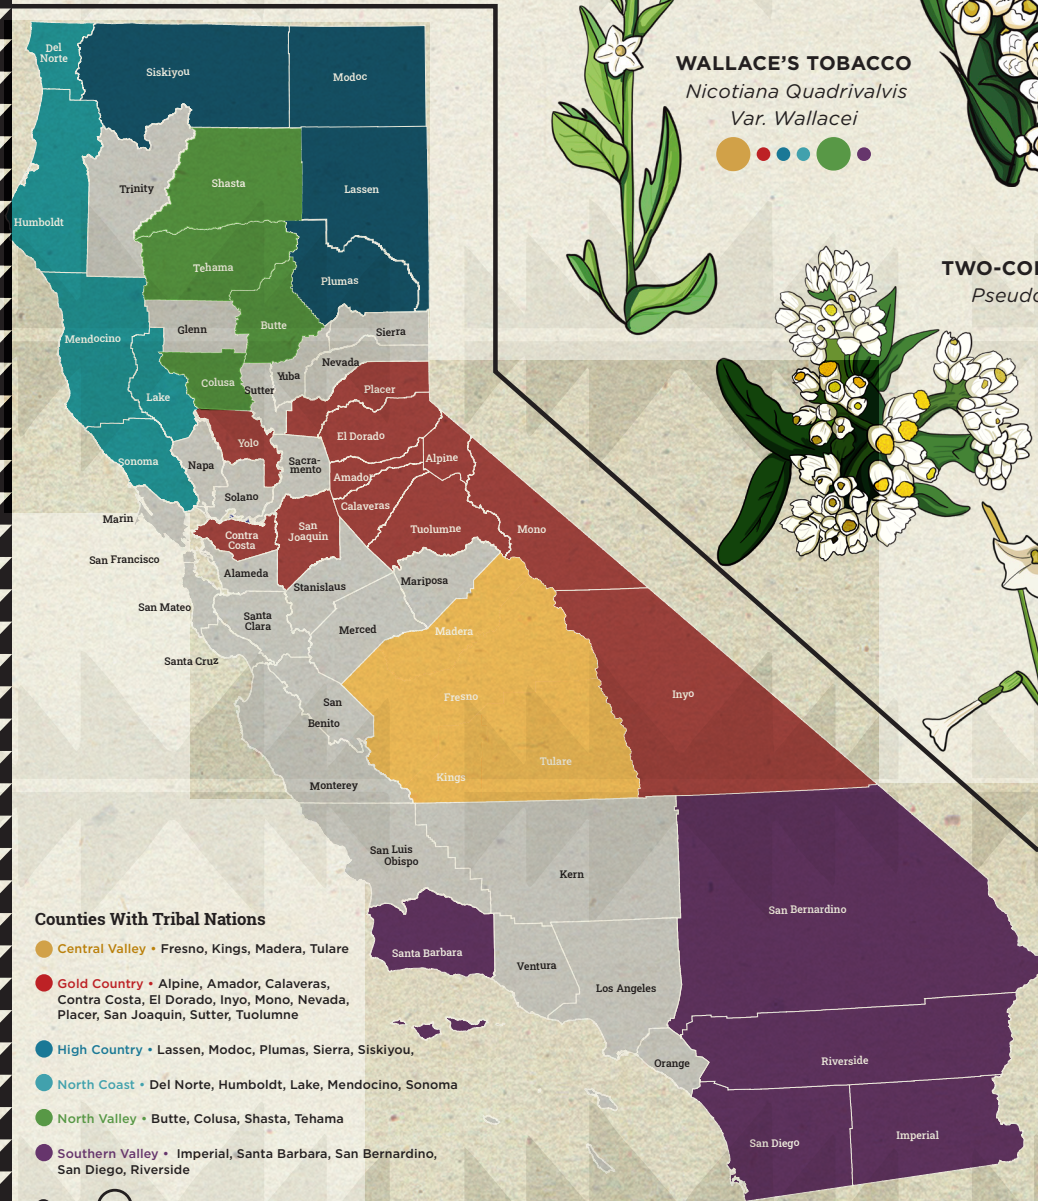 WALLACE'S TOBACCO
Nicotiana Quadrivalvis
Var. Wallacei
TWO-CO
Pseudo
Del
Norte
Siskiyou
Modoc
Trinity
Shasta
Lassen
Humboldt
Tehama
Plumas
Glenn
Butte
Sierra
Mendocino
Nevada
Yuba
Colusa
Sutter
Placer
Lake
El Dorado
Yolo
Alpine
Sonoma
Napa
Sacra-
mento
Amador
Solano
Calaveras
Marin
Contra
Costa
San
Joaquin
Tuolumne
Mono
San Francisco
Alameda
Stanislaus
Mariposa
San Mateo
Santa
Clara
Merced
Madera
Santa Cruz
San
Benito
Fresno
Inyo
Tulare
Kings
Monterey
San Luis
Obispo
Kern
San Bernardino
Santa Barbara
Ventura
Los Angeles
Orange
Riverside
San Diego
Imperial
Counties With Tribal Nations
Central Valley • Fresno, Kings, Madera, Tulare
Gold Country • Alpine, Amador, Calaveras,
Contra Costa, El Dorado, Inyo, Mono, Nevada,
Placer, San Joaquin, Sutter, Tuolumne
High Country • Lassen, Modoc, Plumas, Sierra, Siskiyou,
North Coast • Del Norte, Humboldt, Lake, Mendocino, Sonoma
North Valley • Butte, Colusa, Shasta, Tehama
Southern Valley • Imperial, Santa Barbara, San Bernardino,
San Diego, Riverside